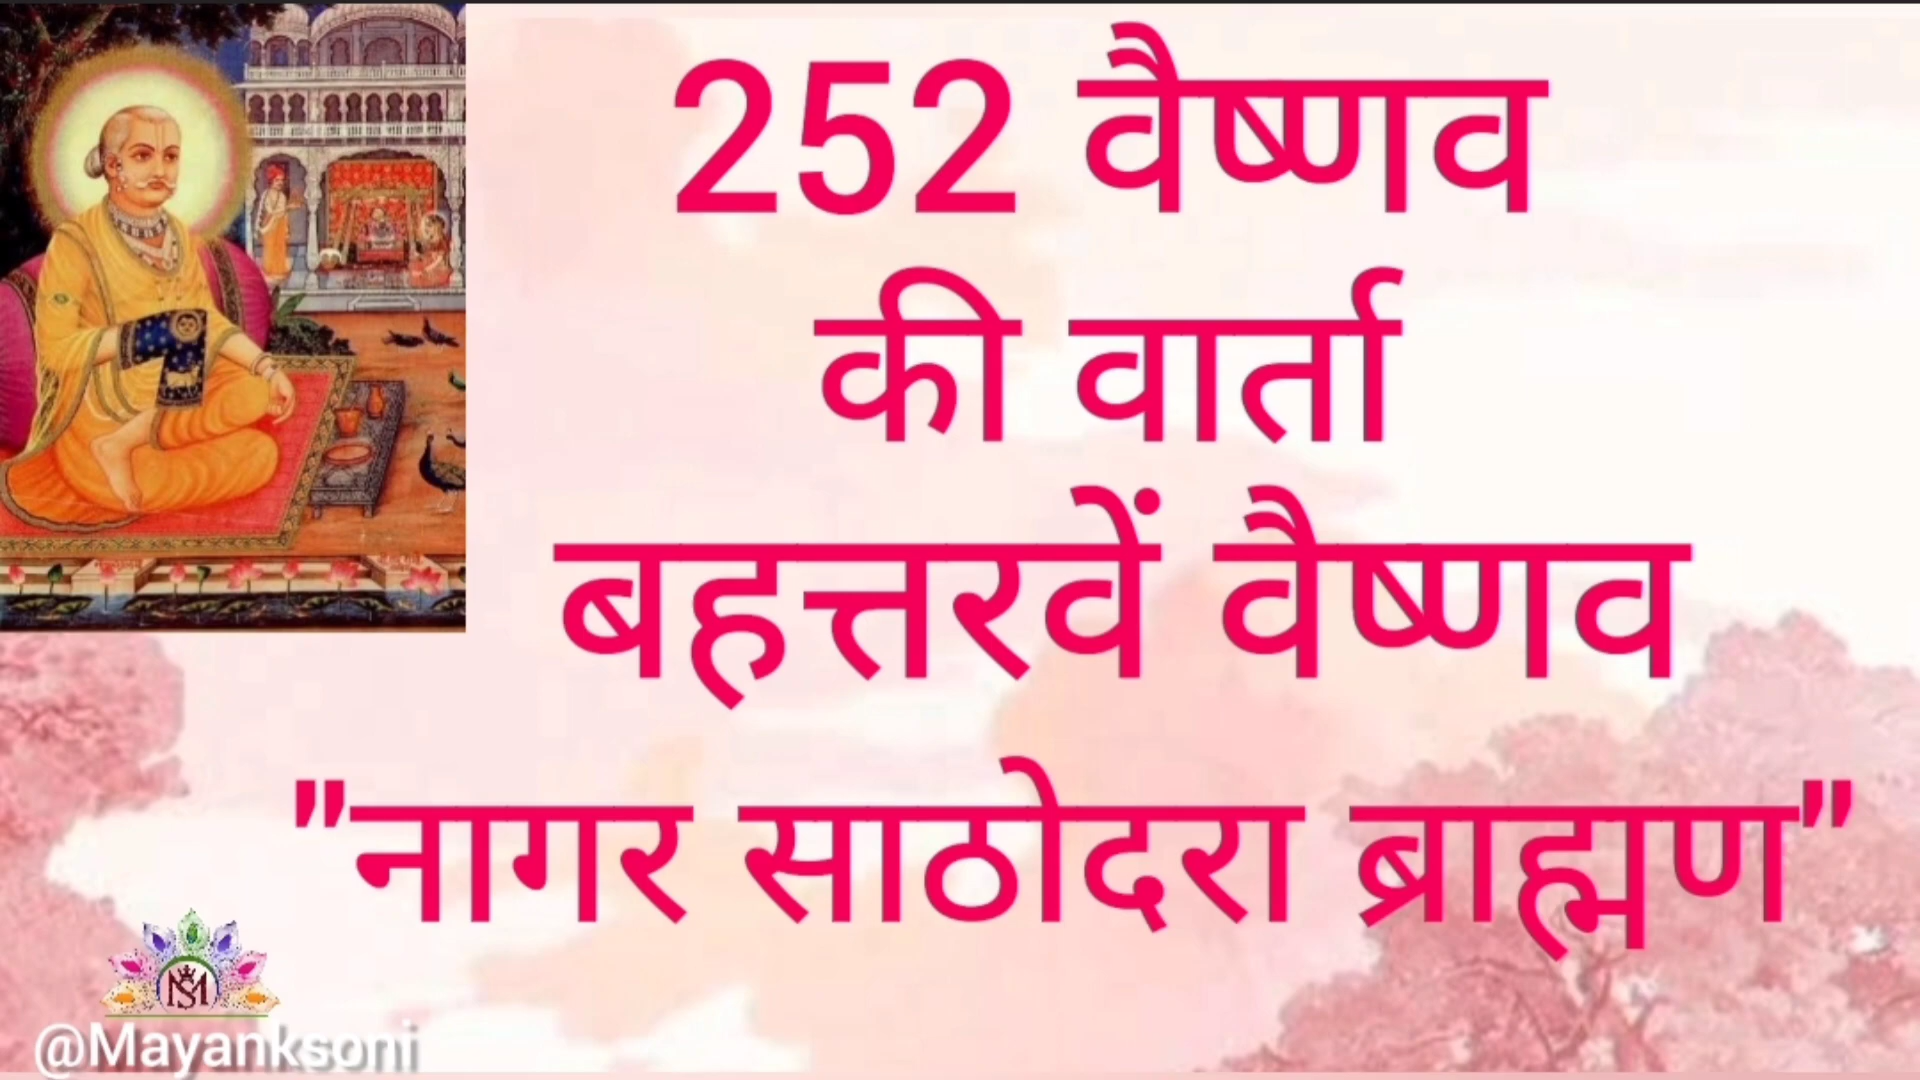 252 वैष्णव
की वार्ता
बहत्तरवें वैष्णव
"नागर साठोदरा ब्राह्मण"
@Mayanksoni